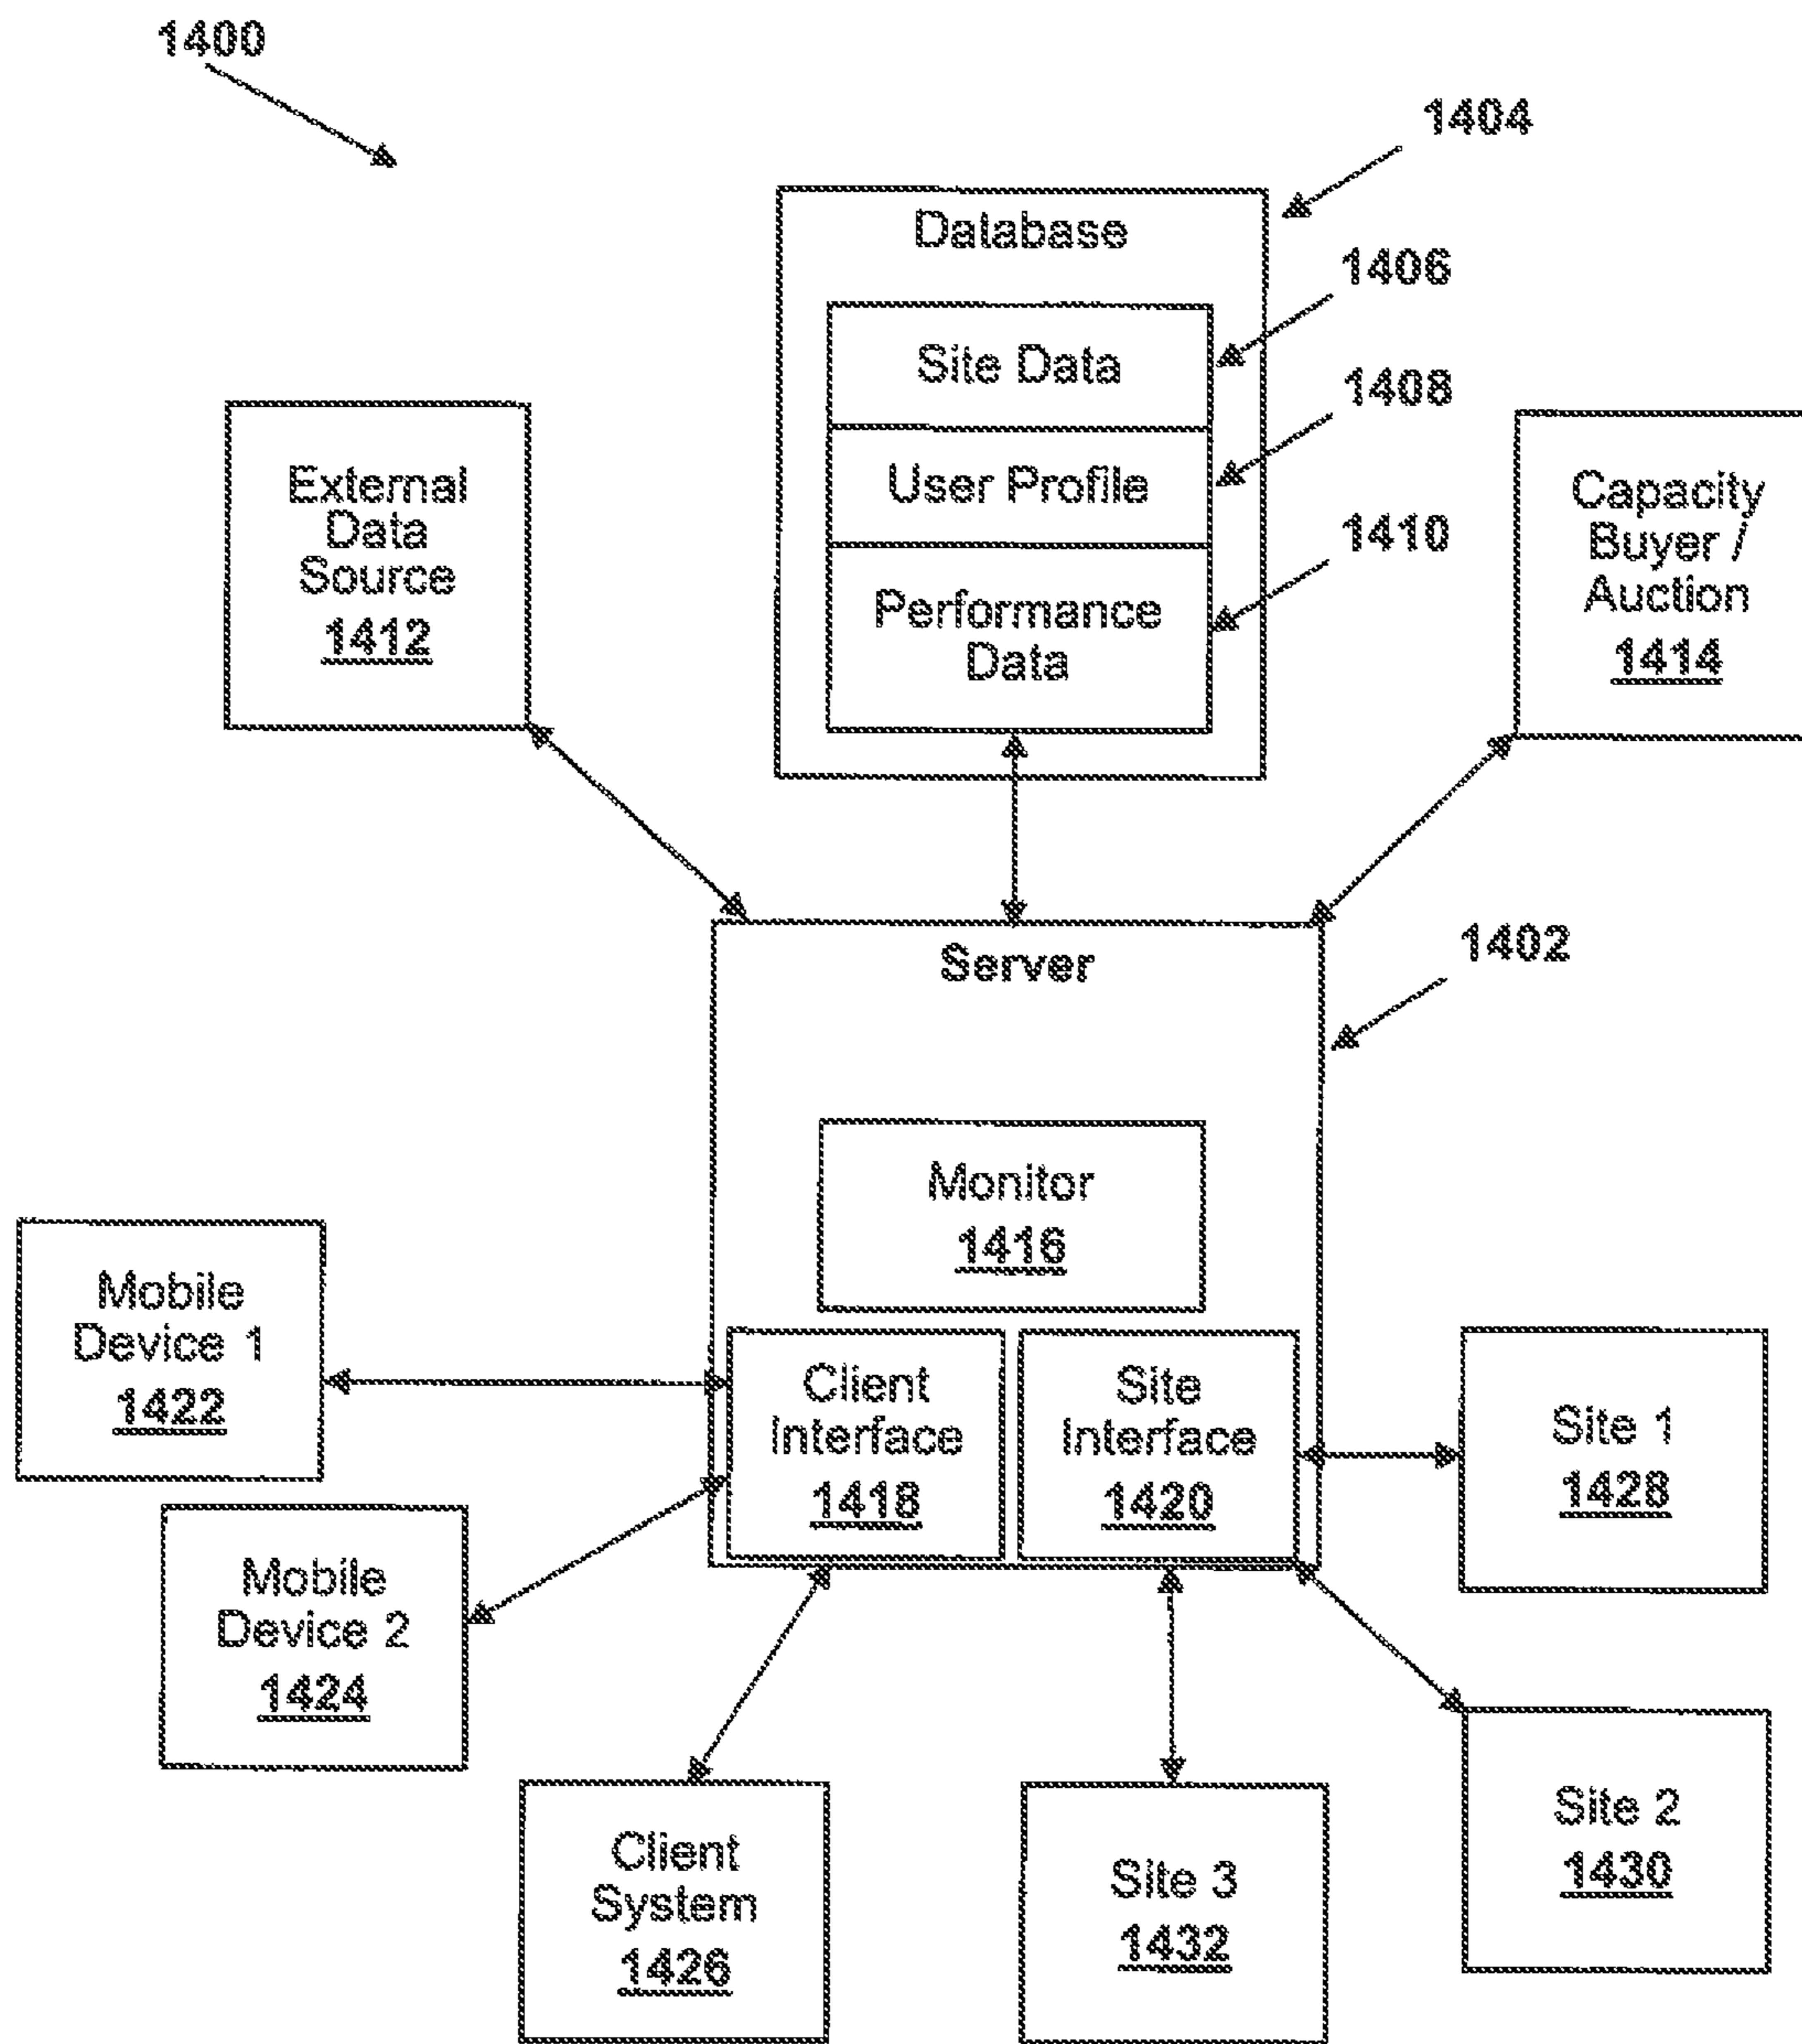 1400
1404
Database
1406
Site Data
1408
User Profile
1410
Performance
Data
External
Data
Source
1412
Capacity
Buyer /
Auction
1414
1402
Server
Monitor
1416
Mobile
Device 1
1422
Client
Interface
1418
Site
Interface
1420
Site 1
1428
Mobile
Device 2
1424
Client
System
1426
Site 3
1432
Site 2
1430